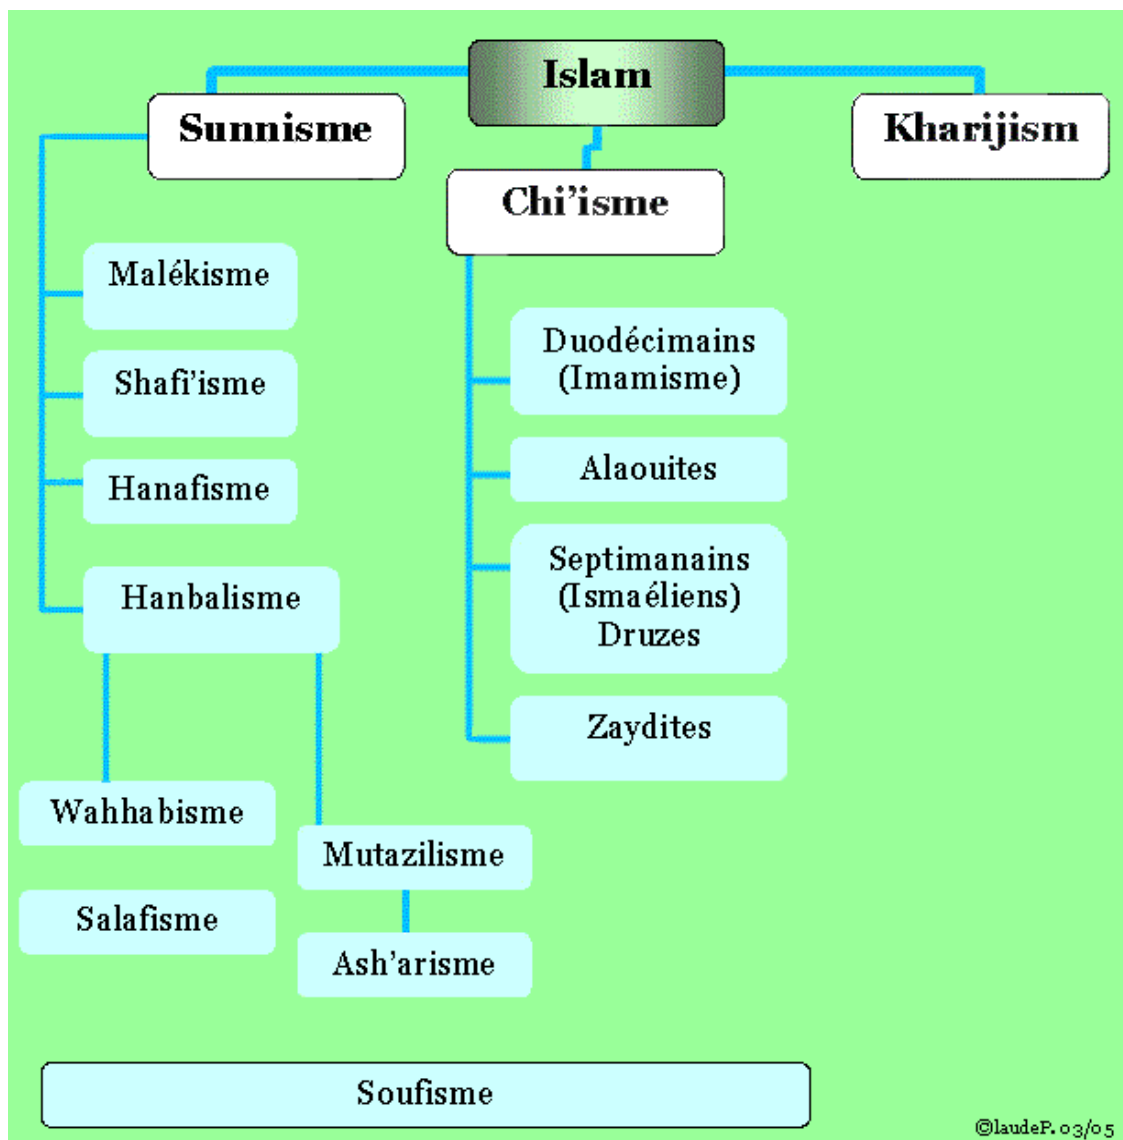 Islam
Sunnisme
Kharijism
Chi'isme
Malékisme
Shafi'isme
Hanafisme
Hanbalisme
Wahhabisme
Salafisme
Mutazilisme
Ash'arisme
Duodécimains
(Imamisme)
Alaouites
Septimanains
(Ismaéliens)
Druzes
Zaydites
Soufisme
©laudeP. 03/05